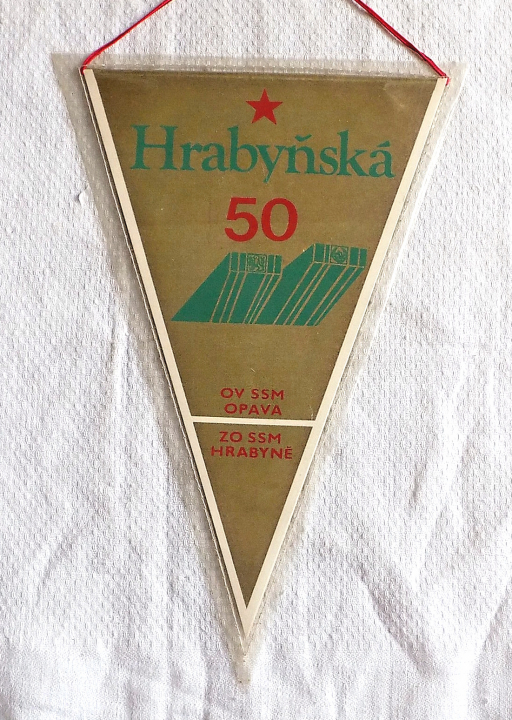 Hrabyňská
50
OV SSM
OPAVA
ZO SSM
HRABYNĚ